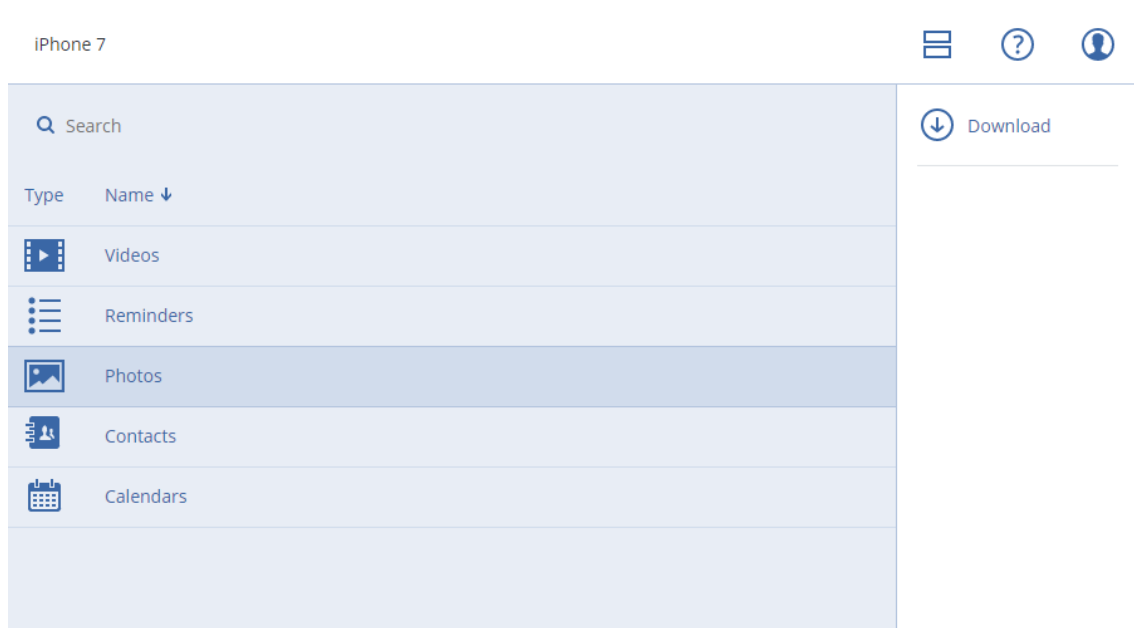 iPhone 7
Search
Download
Type Name
Videos
Reminders
Photos
Contacts
Calendars